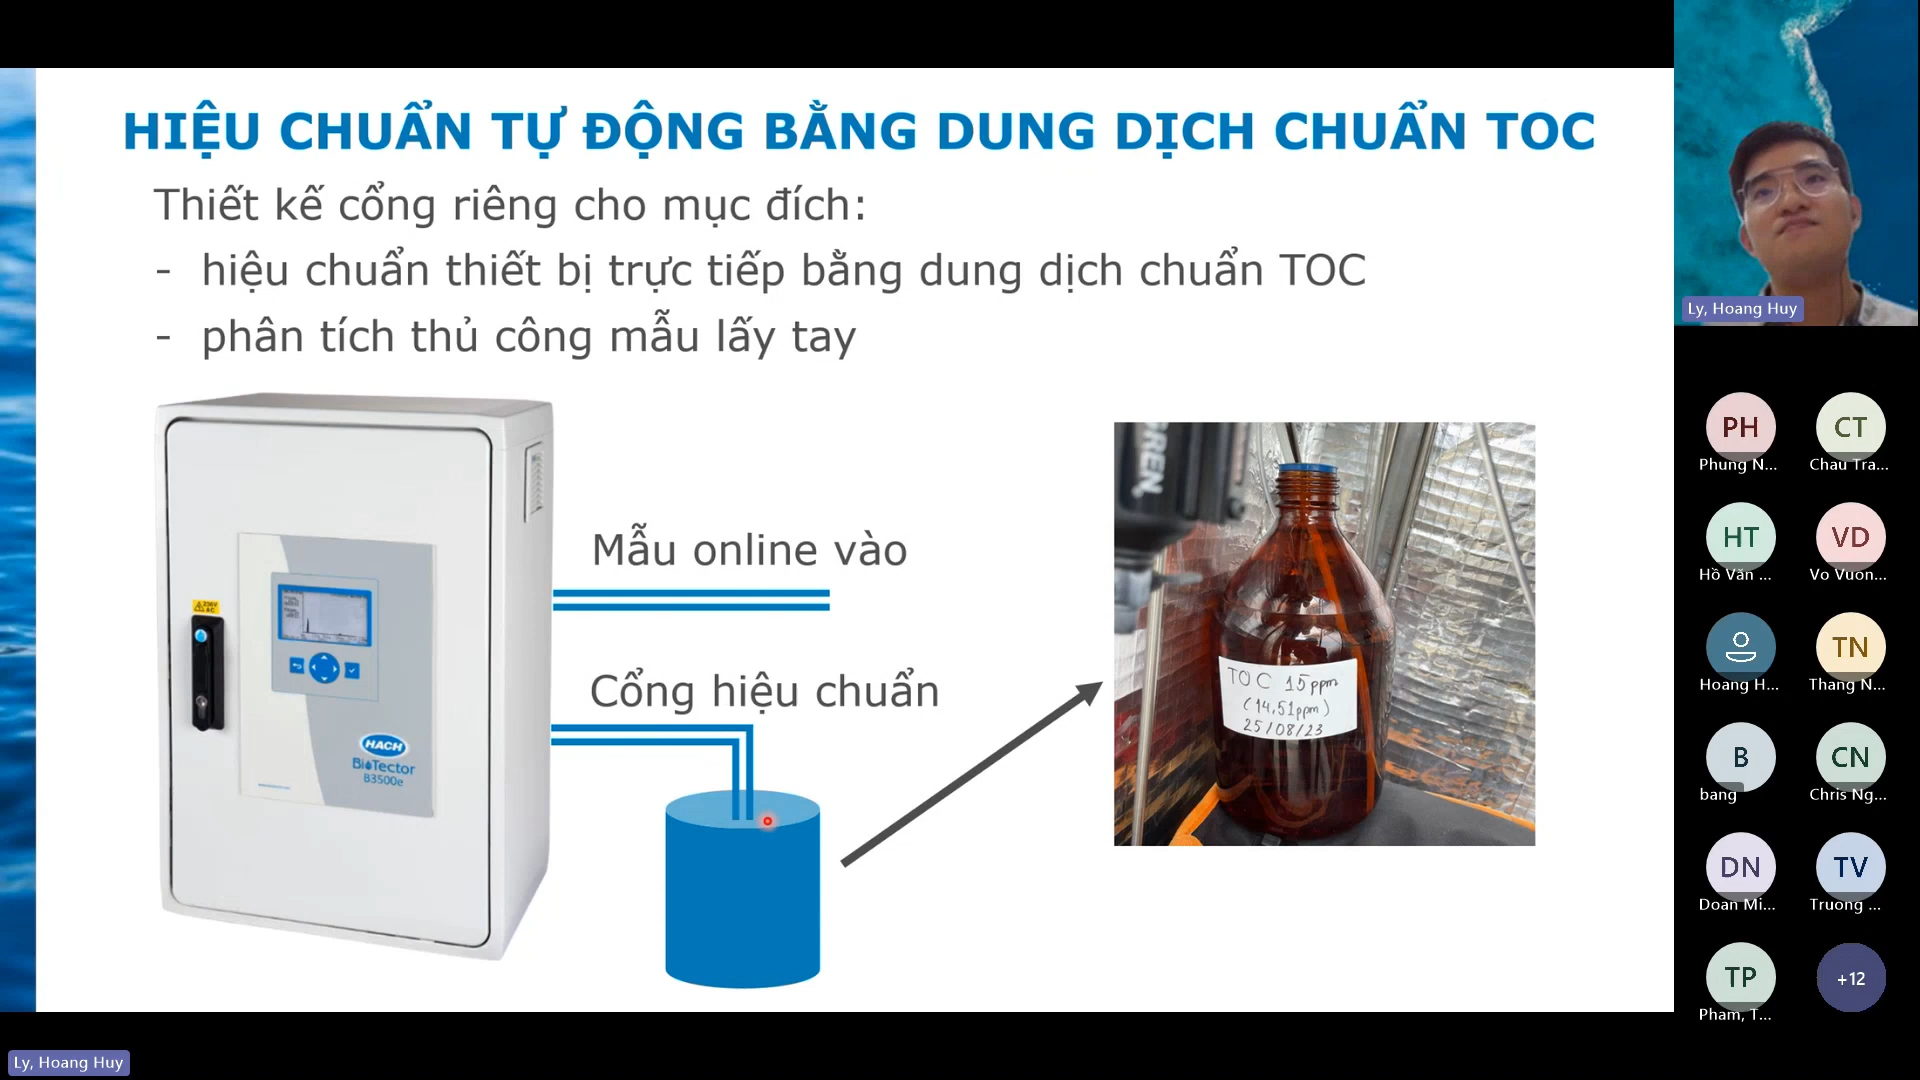 HIỆU CHUẨN TỰ ĐỘNG BẰNG DUNG DỊCH CHUẨN TOC
Thiết kế cổng riêng cho mục đích:
- hiệu chuẩn thiết bị trực tiếp bằng dung dịch chuẩn TOC
- phân tích thủ công mẫu lấy tay
Mẫu online vào
Cổng hiệu chuẩn
HACH
BioTector
B3500e
TOC 15ppm
(14,51ppm)
25/08/23
Ly, Hoang Huy
PH
Phung N...
CT
Chau Tra...
HT
Hồ Văn ...
VD
Vo Vuon...
Hoang H...
TN
Thang N...
B
bang
CN
Chris Ng...
DN
Doan Mi...
TV
Truong ...
TP
Pham, T...
+12
Ly, Hoang Huy